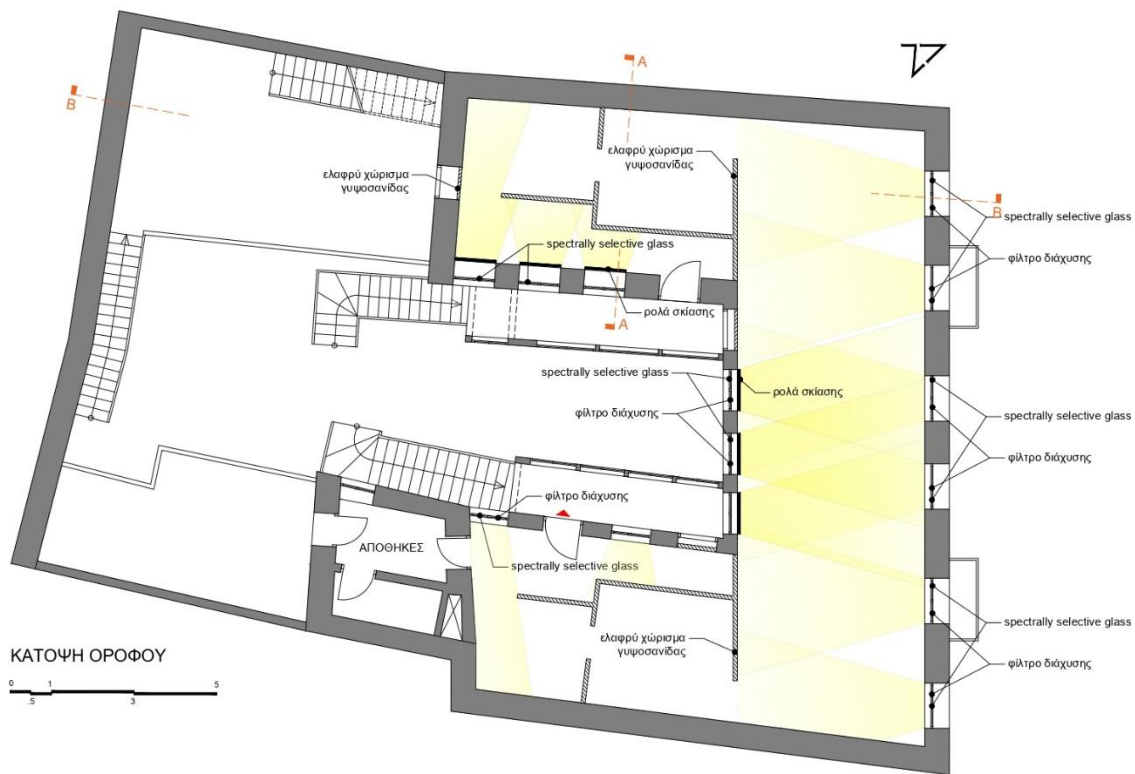 A
B
ελαφρύ χώρισμα
γυψοσανίδας
ελαφρύ χώρισμα
γυψοσανίδας
B
spectrally selective glass
φίλτρο διάχυσης
spectrally selective glass
ρολά σκίασης
A
spectrally selective glass
ρολά σκίασης
φίλτρο διάχυσης
spectrally selective glass
φίλτρο διάχυσης
φίλτρο διάχυσης
ΑΠΟΘΗΚΕΣ
spectrally selective glass
spectrally selective glass
φίλτρο διάχυσης
ελαφρύ χώρισμα
γυψοσανίδας
ΚΑΤΟΨΗ ΟΡΟΦΟΥ
0 1 5
.5 3